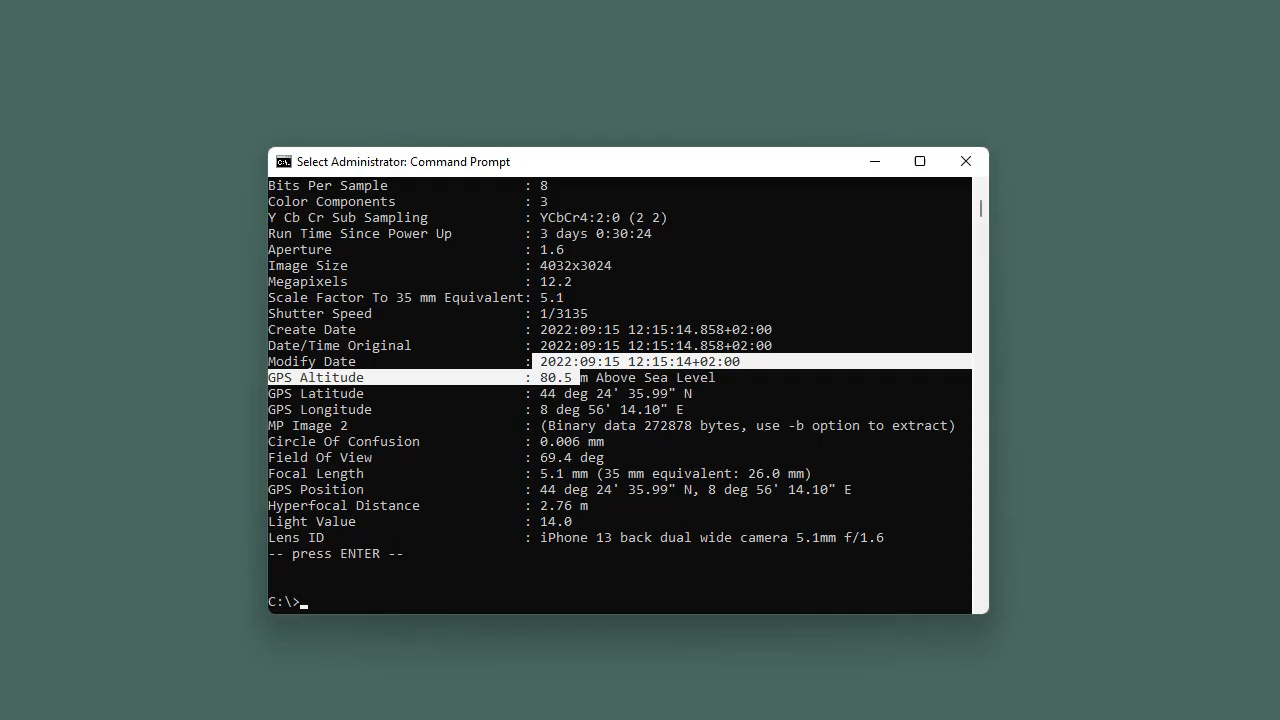 Select Administrator: Command Prompt
Bits Per Sample                 : 8
Color Components                : 3
Y Cb Cr Sub Sampling            : YCbCr4:2:0 (2 2)
Run Time Since Power Up         : 3 days 0:30:24
Aperture                        : 1.6
Image Size                      : 4032x3024
Megapixels                      : 12.2
Scale Factor To 35 mm Equivalent: 5.1
Shutter Speed                   : 1/3135
Create Date                     : 2022:09:15 12:15:14.858+02:00
Date/Time Original              : 2022:09:15 12:15:14.858+02:00
Modify Date                     : 2022:09:15 12:15:14+02:00
GPS Altitude                    : 80.5 m Above Sea Level
GPS Latitude                    : 44 deg 24' 35.99" N
GPS Longitude                   : 8 deg 56' 14.10" E
MP Image 2                      : (Binary data 272878 bytes, use -b option to extract)
Circle Of Confusion             : 0.006 mm
Field Of View                   : 69.4 deg
Focal Length                    : 5.1 mm (35 mm equivalent: 26.0 mm)
GPS Position                    : 44 deg 24' 35.99" N, 8 deg 56' 14.10" E
Hyperfocal Distance             : 2.76 m
Light Value                     : 14.0
Lens ID                         : iPhone 13 back dual wide camera 5.1mm f/1.6
-- press ENTER --
C:\>